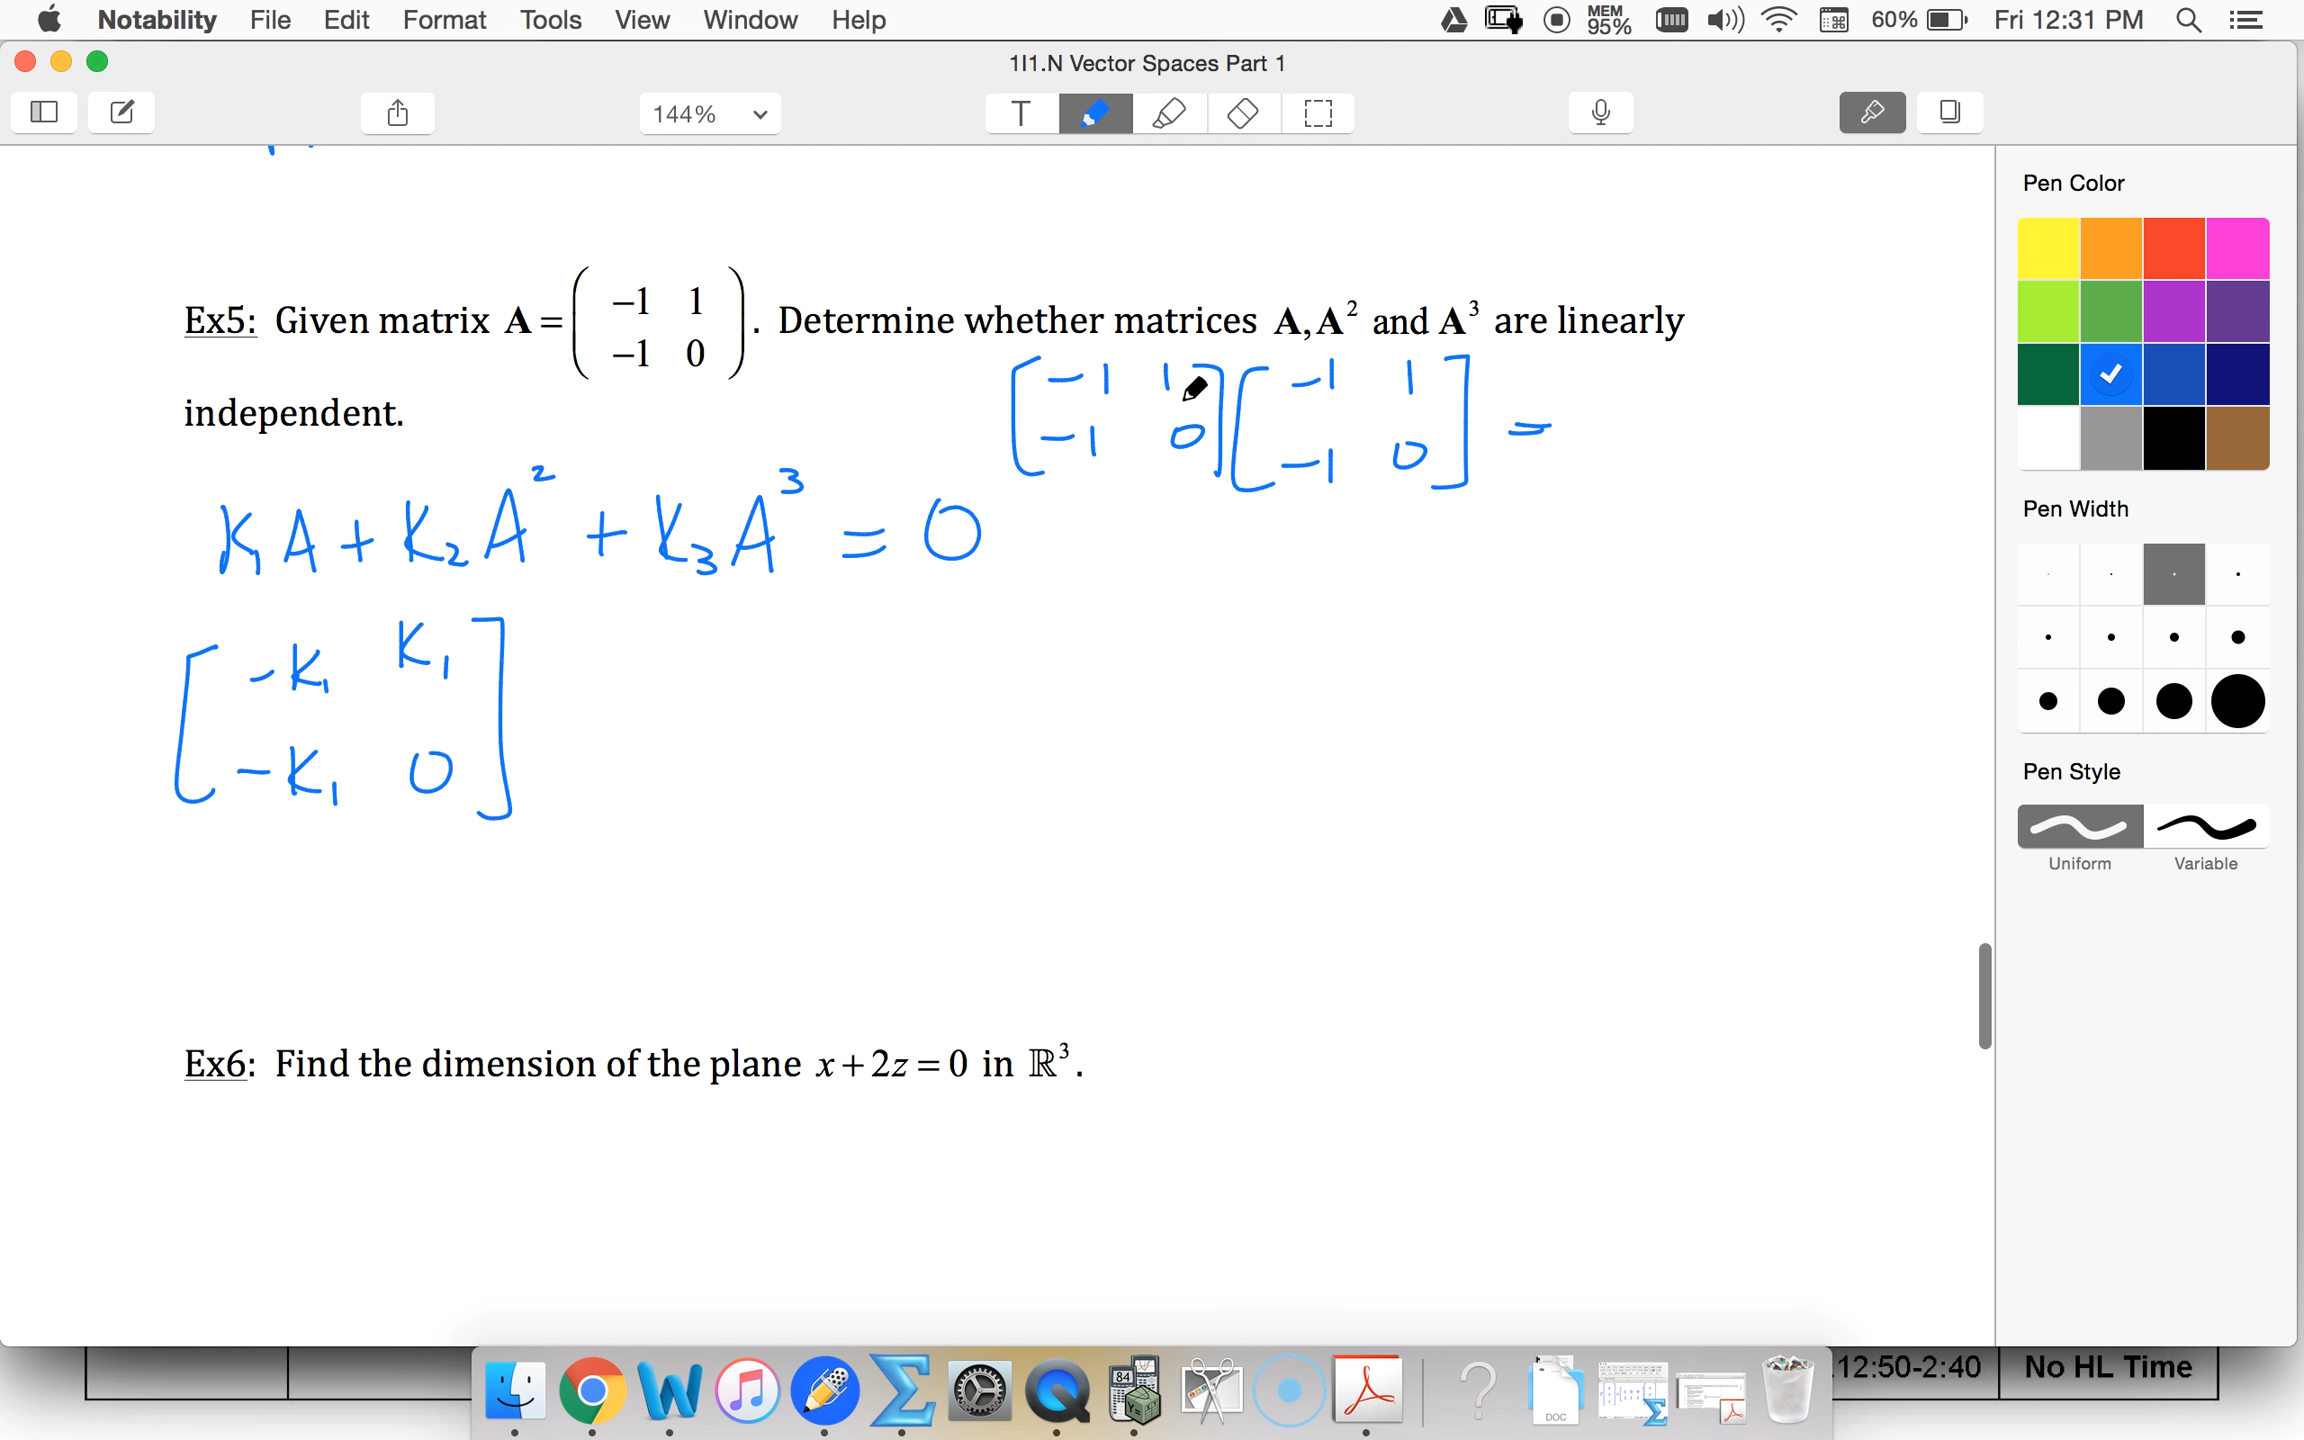 Notability File Edit Format Tools View Window Help MEM 95% 60% Fri 12:31 PM
1I1.N Vector Spaces Part 1
144% T
Pen Color
Ex5: Given matrix A = ( −1 1 −1 0 ). Determine whether matrices A, A² and A³ are linearly
independent.
[ −1 1 −1 0 ] [ −1 1 −1 0 ] =
K₁A + K₂A² + K₃A³ = 0
[ −K₁ K₁
−K₁ 0 ]
Pen Width
Pen Style
Uniform Variable
Ex6: Find the dimension of the plane x + 2z = 0 in ℝ³.
12:50-2:40 No HL Time
84
DOC